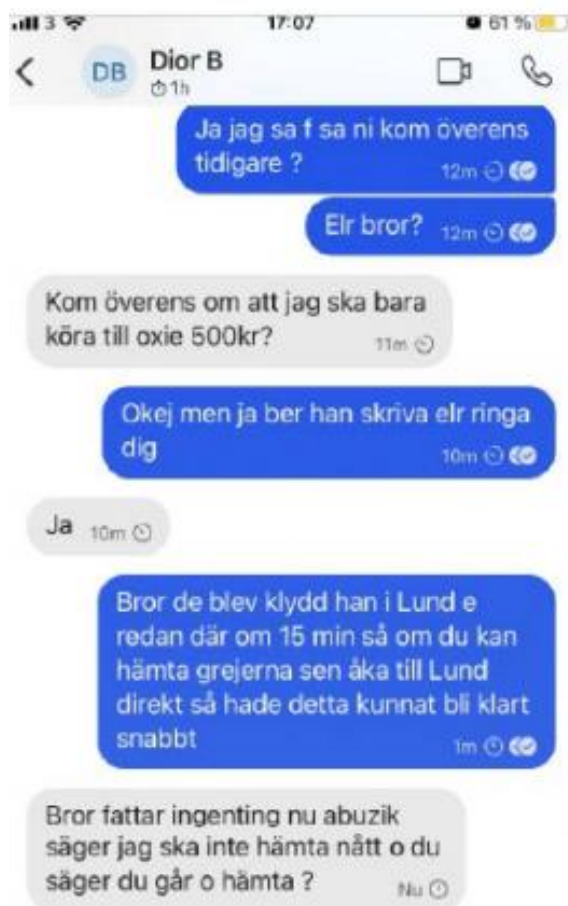 3 17:07 61 %
DB Dior B
1h
Ja jag sa f sa ni kom överens
tidigare ?
12m
Elr bror? 12m
Kom överens om att jag ska bara
köra till oxie 500kr?
11m
Okej men ja ber han skriva elr ringa
dig
10m
Ja 10m
Bror de blev klydd han i Lund e
redan där om 15 min så om du kan
hämta grejerna sen åka till Lund
direkt så hade detta kunnat bli klart
snabbt
1m
Bror fattar ingenting nu abuzik
säger jag ska inte hämta nått o du
säger du går o hämta ?
Nu